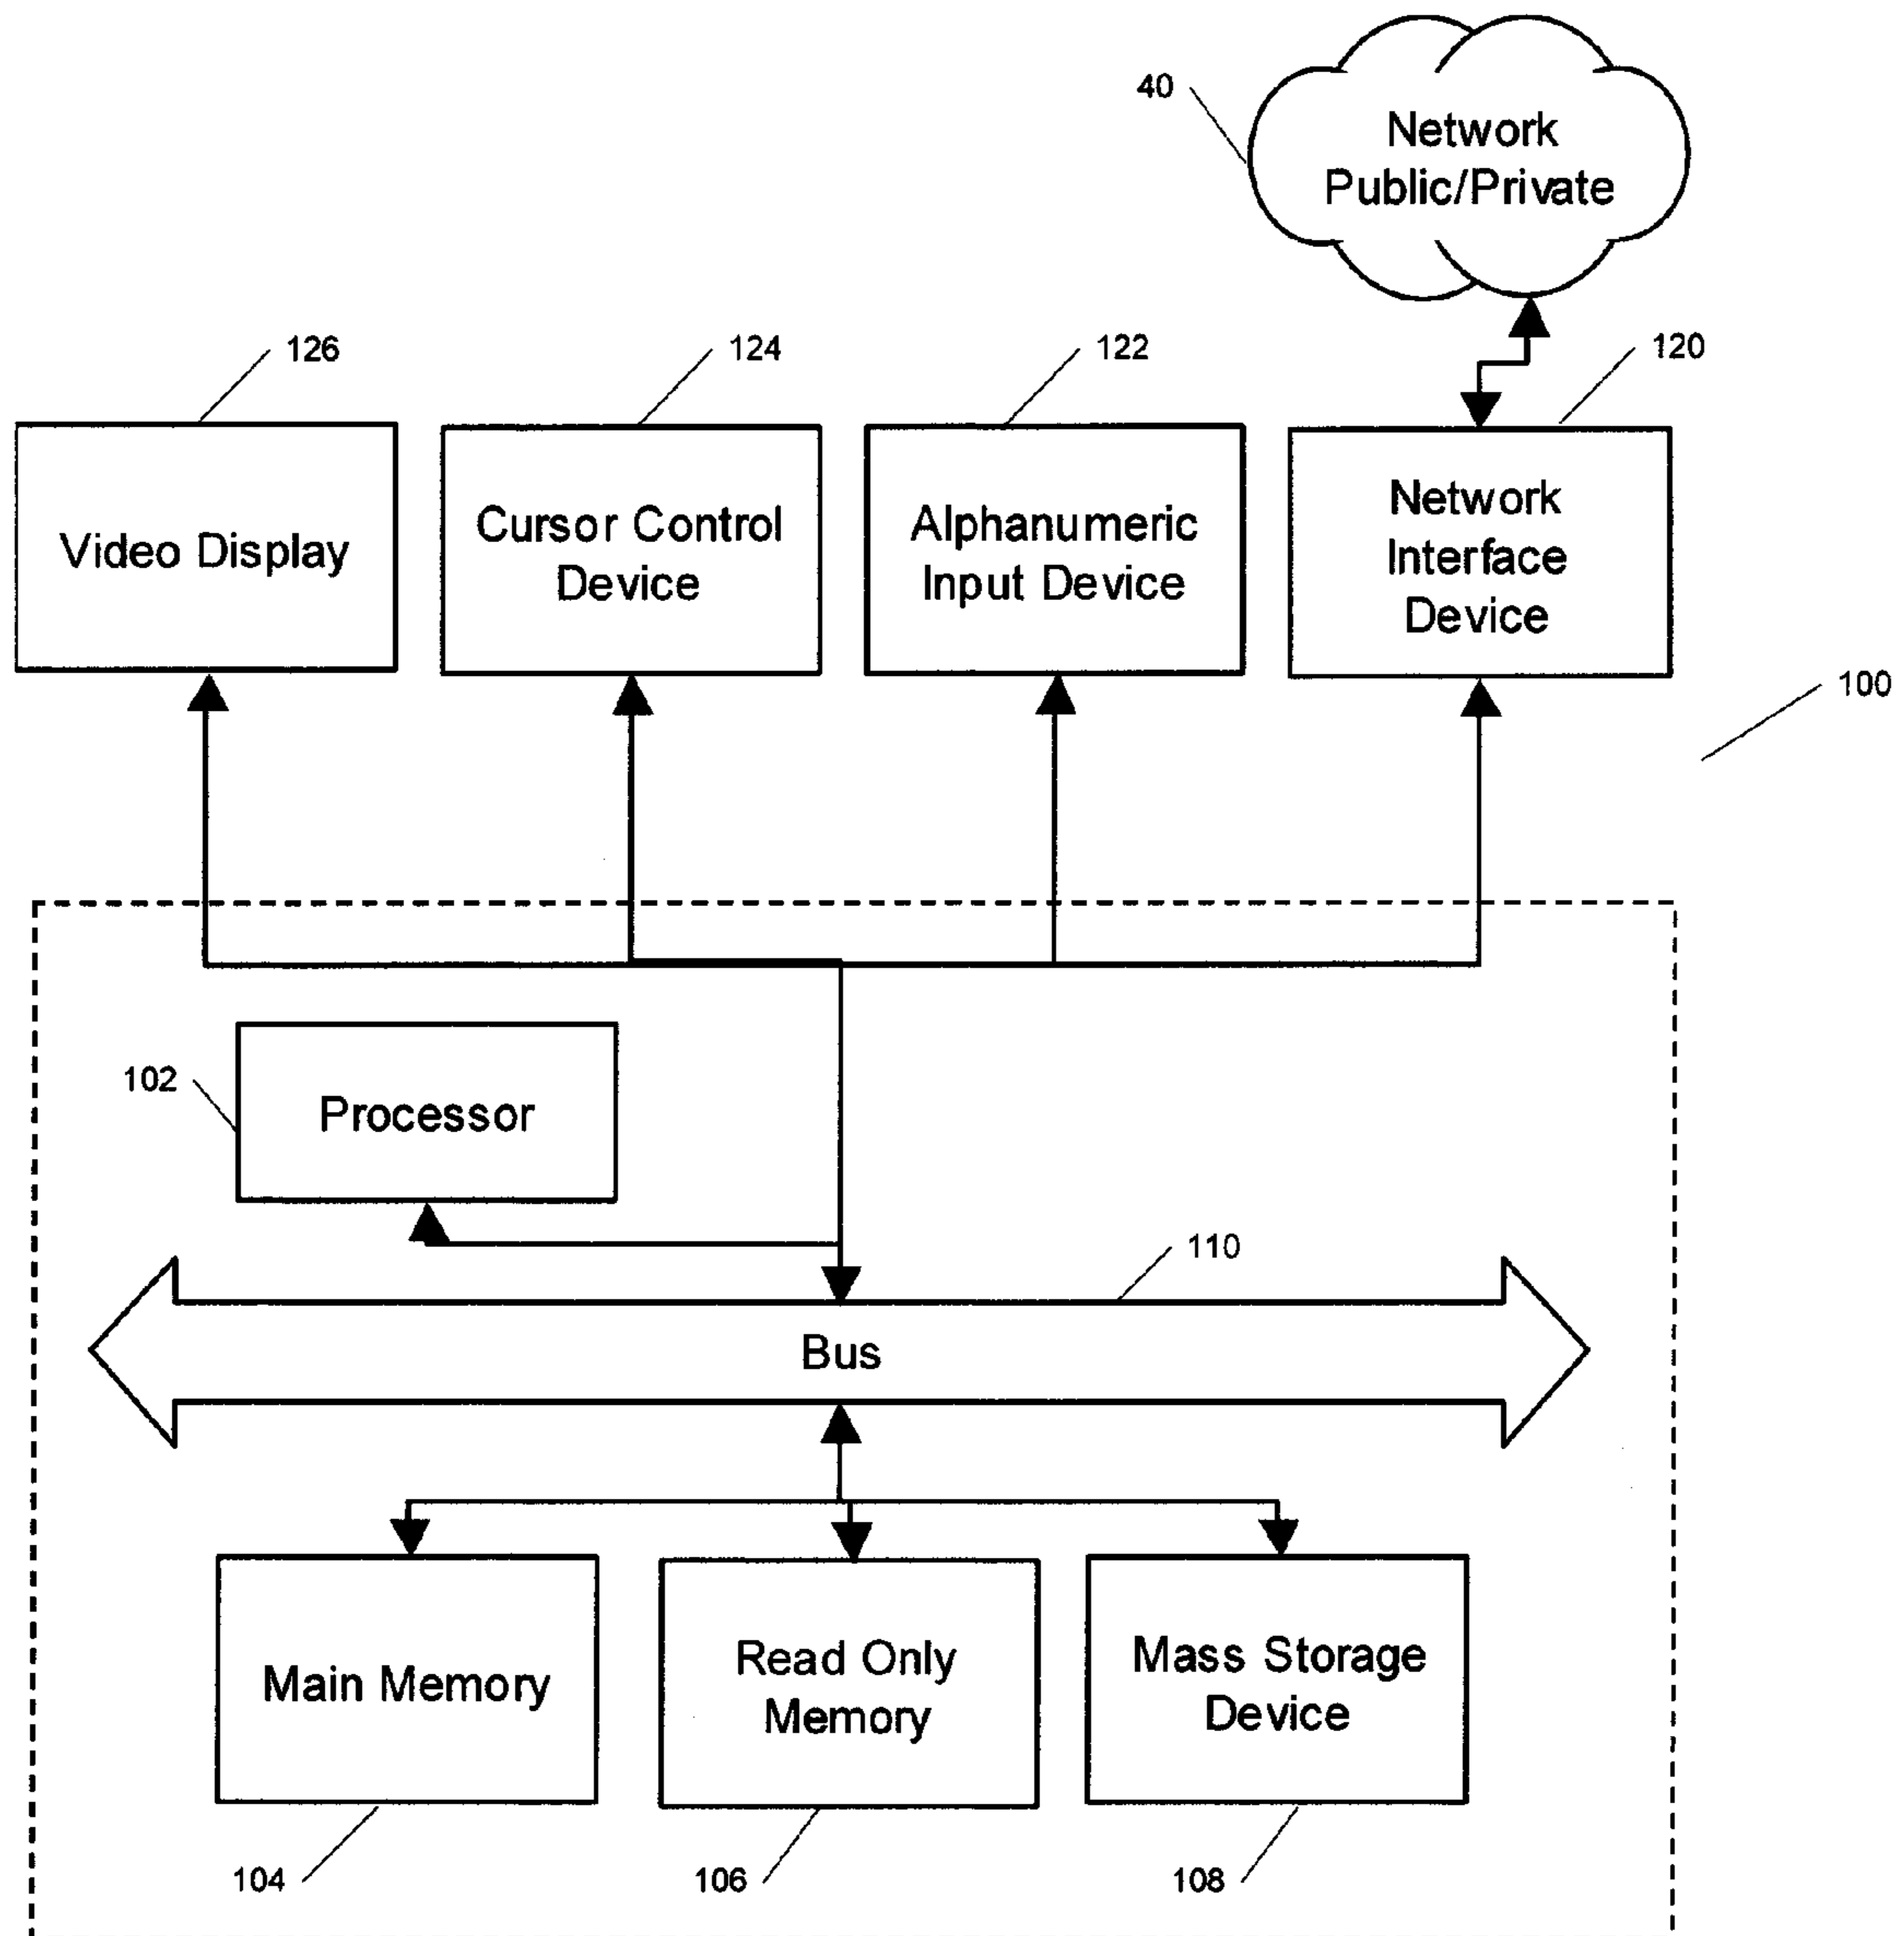 40
Network
Public/Private
126
124
122
120
Video Display
Cursor Control
Device
Alphanumeric
Input Device
Network
Interface
Device
100
102
Processor
110
Bus
Main Memory
Read Only
Memory
Mass Storage
Device
104
106
108